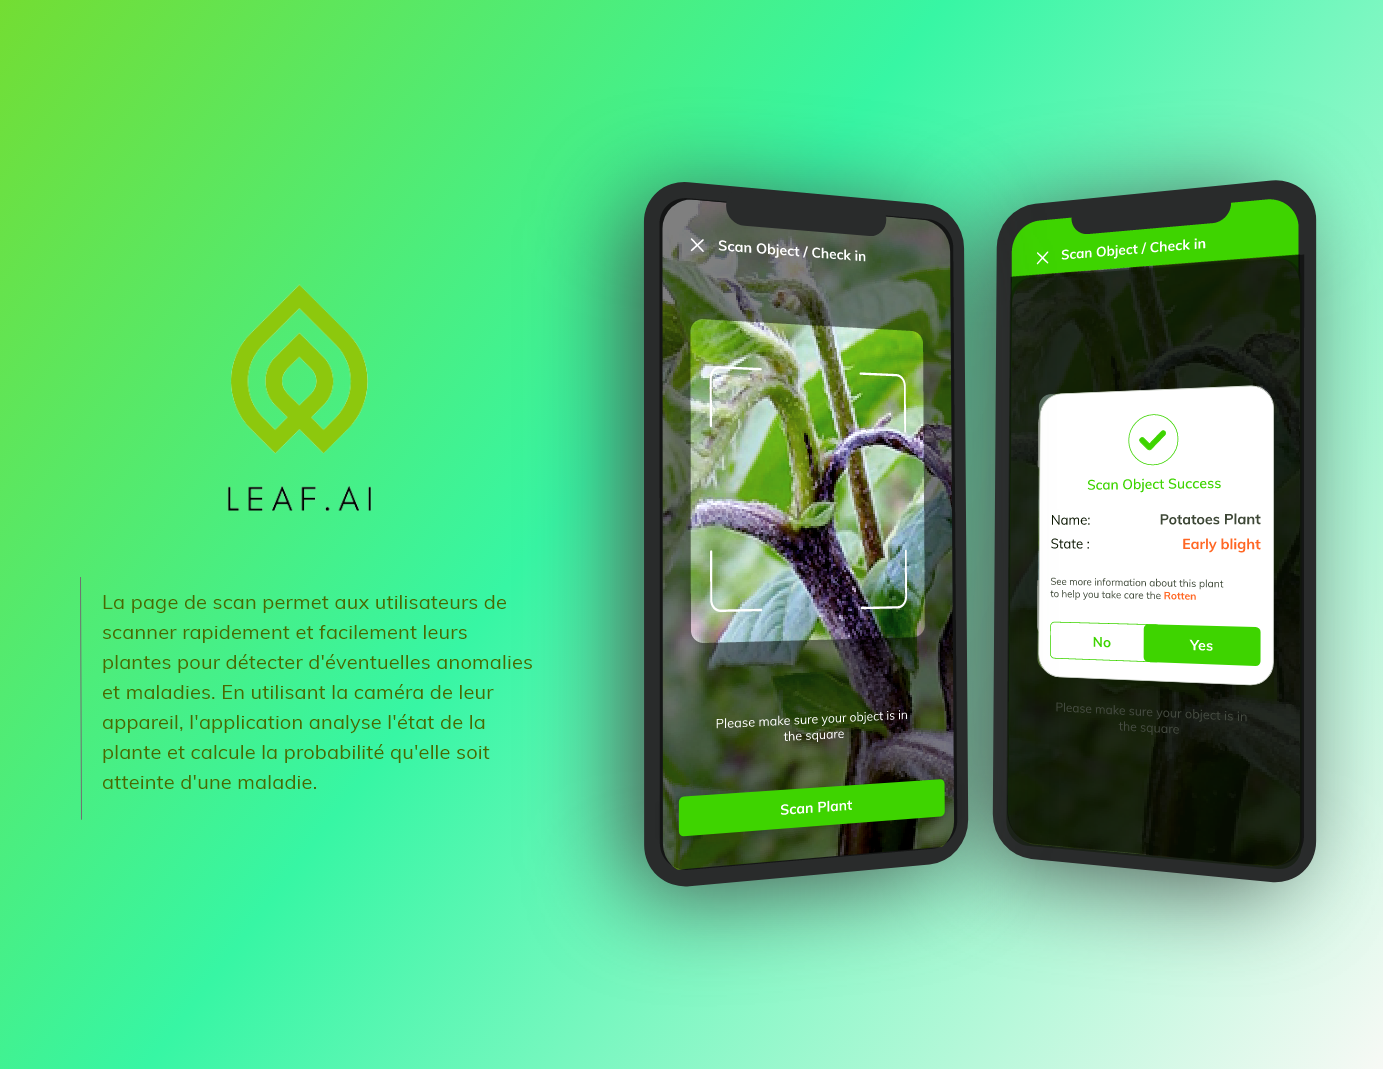 LEAF.AI
La page de scan permet aux utilisateurs de
scanner rapidement et facilement leurs
plantes pour détecter d'éventuelles anomalies
et maladies. En utilisant la caméra de leur
appareil, l'application analyse l'état de la
plante et calcule la probabilité qu'elle soit
atteinte d'une maladie.
Scan Object / Check in
Please make sure your object is in
the square
Scan Plant
Scan Object / Check in
Scan Object Success
Name: Potatoes Plant
State : Early blight
See more information about this plant
to help you take care the Rotten
No Yes
Please make sure your object is in
the square